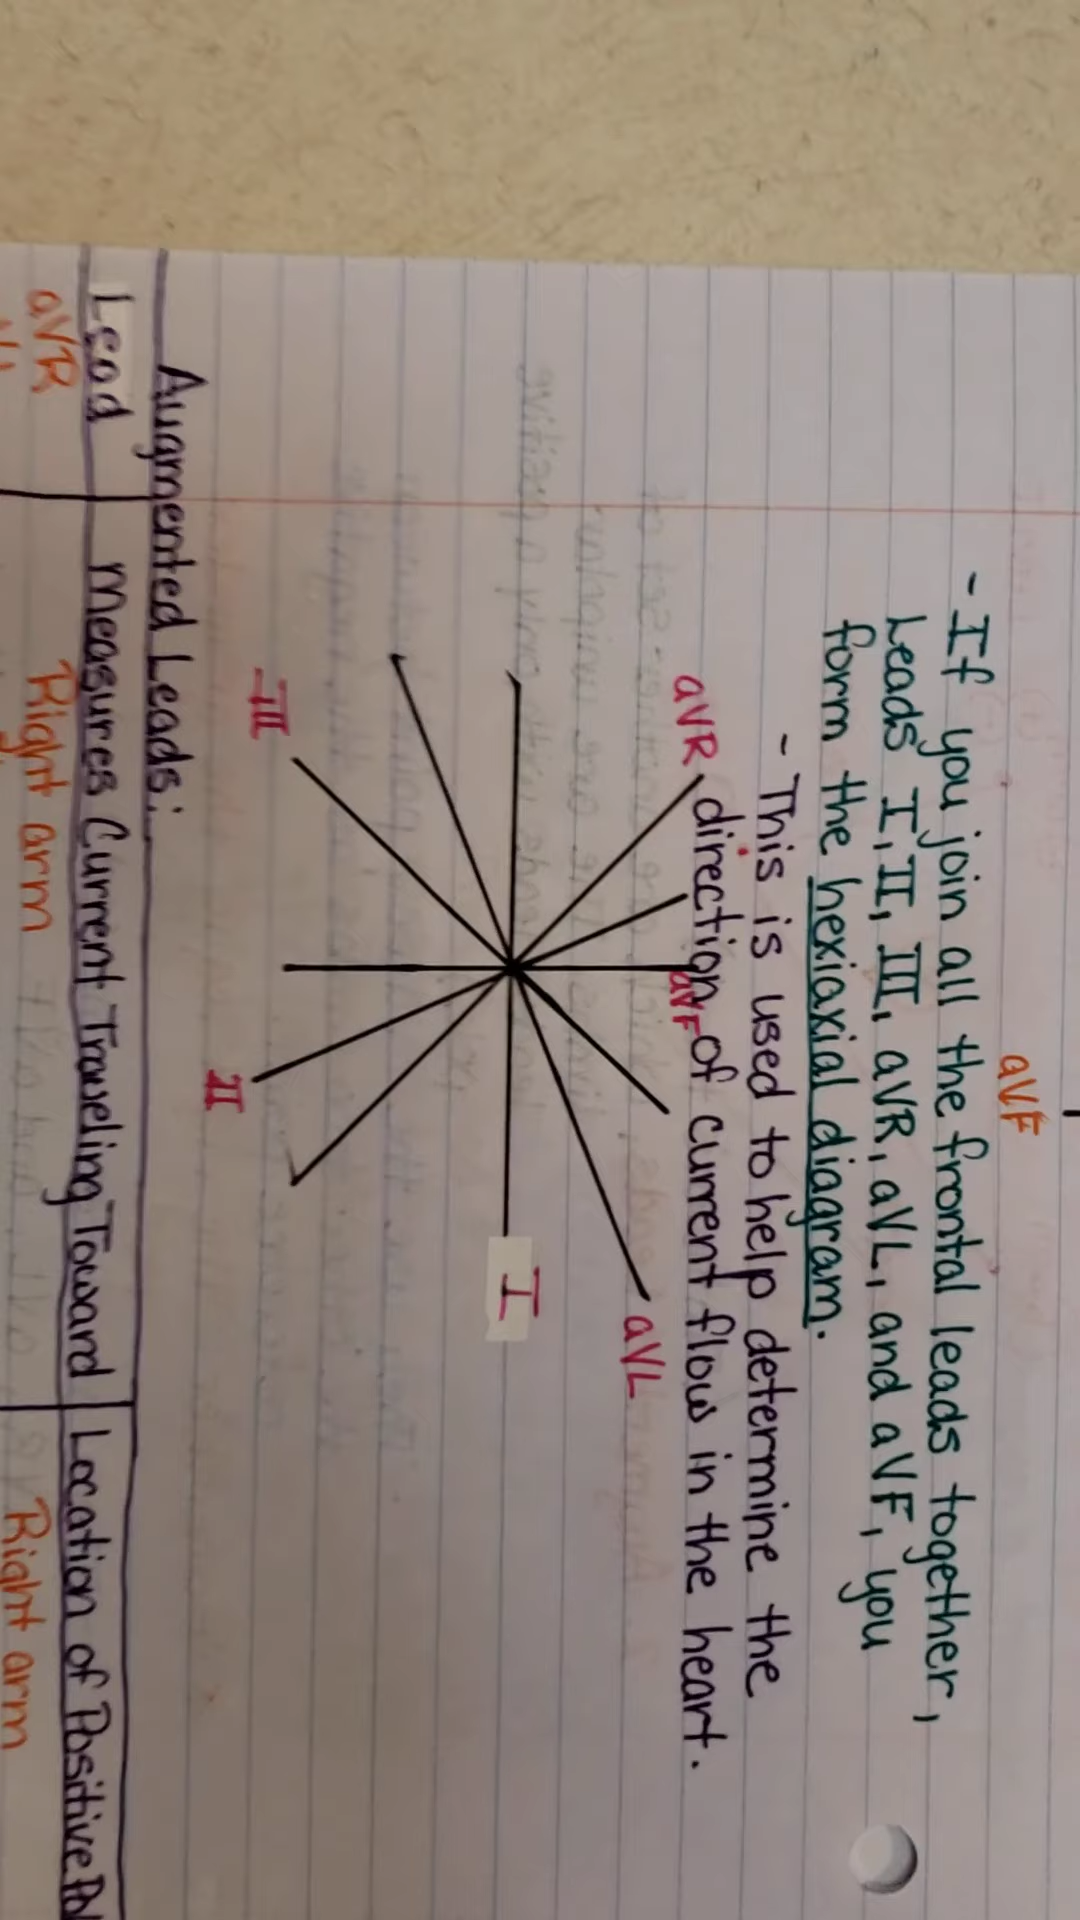 aVF
- If you join all the frontal leads together,
Leads I, II, III, aVR, aVL, and aVF, you
form the hexiaxial diagram.
- This is used to help determine the
direction of current flow in the heart.
aVR
aVF
aVL
I
III
II
Augmented Leads:
Lead
Measures Current Traveling Toward
Location of Positive
aVR
Right arm
Right arm